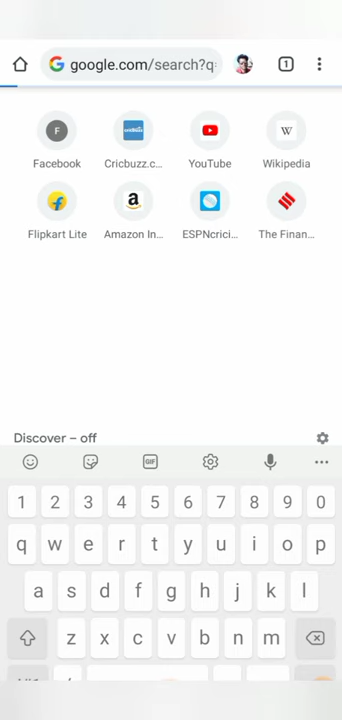 google.com/search?q=
1
F
cricbuzz
W
Facebook
Cricbuzz.c...
YouTube
Wikipedia
f
a
Flipkart Lite
Amazon In...
ESPNcrici...
The Finan...
Discover – off
GIF
1 2 3 4 5 6 7 8 9 0
q w e r t y u i o p
a s d f g h j k l
z x c v b n m